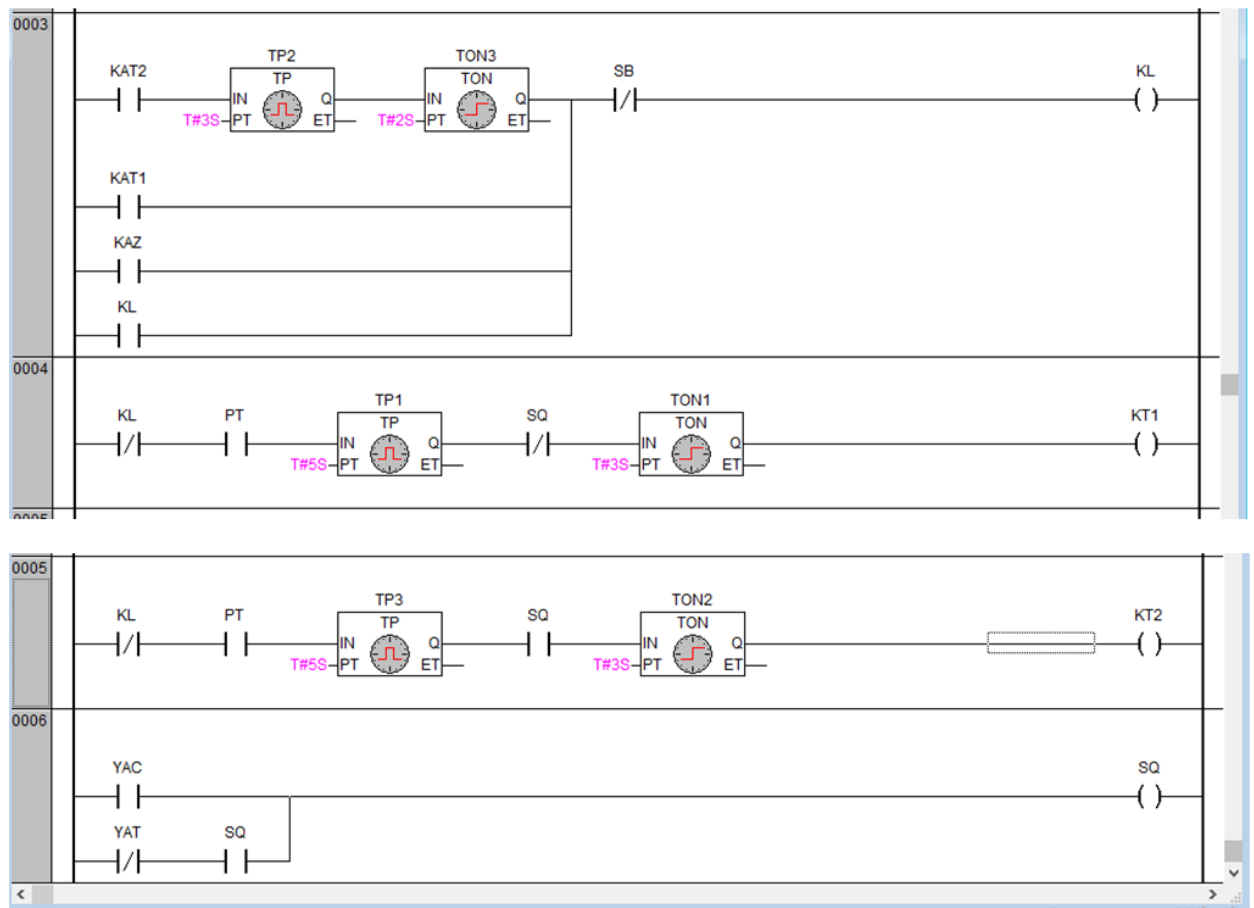 0003
TP2 TON3
KAT2 TP TON SB KL
IN Q IN Q
T#3S PT ET T#2S PT ET
KAT1
KAZ
KL
0004
TP1 TON1
KL PT TP SQ TON KT1
IN Q IN Q
T#5S PT ET T#3S PT ET
0005
TP3 TON2
KL PT TP SQ TON KT2
IN Q IN Q
T#5S PT ET T#3S PT ET
0006
YAC SQ
YAT SQ